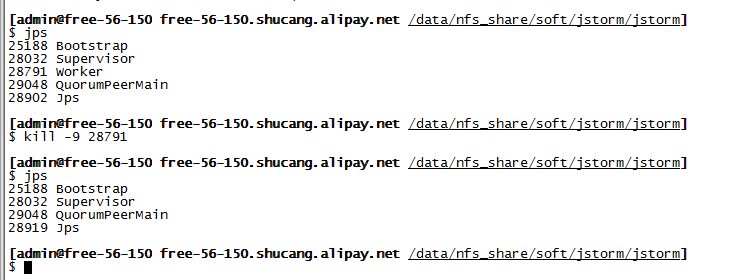 [admin@free-56-150 free-56-150.shucang.alipay.net /data/nfs_share/soft/jstorm/jstorm]
$ jps
25188 Bootstrap
28032 Supervisor
28791 Worker
29048 QuorumPeerMain
28902 Jps
[admin@free-56-150 free-56-150.shucang.alipay.net /data/nfs_share/soft/jstorm/jstorm]
$ kill -9 28791
[admin@free-56-150 free-56-150.shucang.alipay.net /data/nfs_share/soft/jstorm/jstorm]
$ jps
25188 Bootstrap
28032 Supervisor
29048 QuorumPeerMain
28919 Jps
[admin@free-56-150 free-56-150.shucang.alipay.net /data/nfs_share/soft/jstorm/jstorm]
$